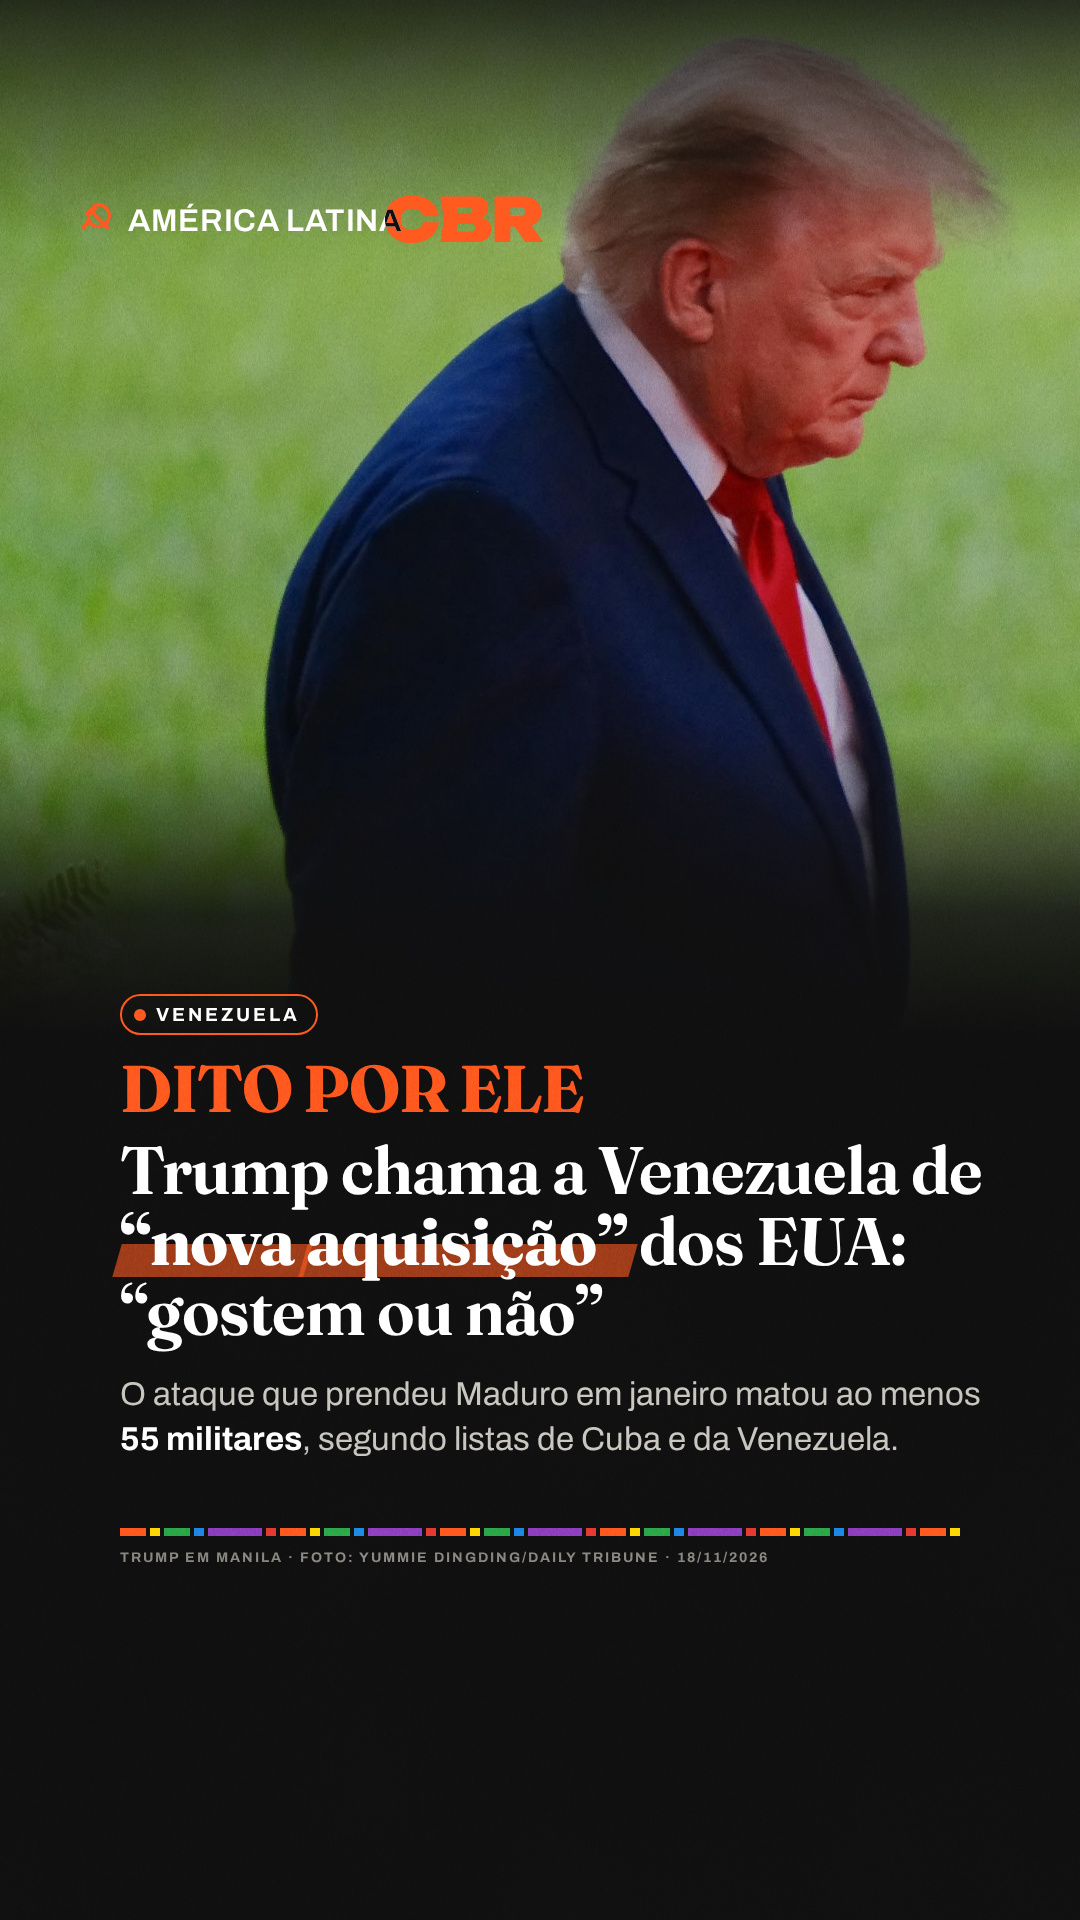 AMÉRICA LATINA CBR
VENEZUELA
DITO POR ELE
Trump chama a Venezuela de
“nova aquisição” dos EUA:
“gostem ou não”
O ataque que prendeu Maduro em janeiro matou ao menos
55 militares, segundo listas de Cuba e da Venezuela.
TRUMP EM MANILA · FOTO: YUMMIE DINGDING/DAILY TRIBUNE · 18/11/2026